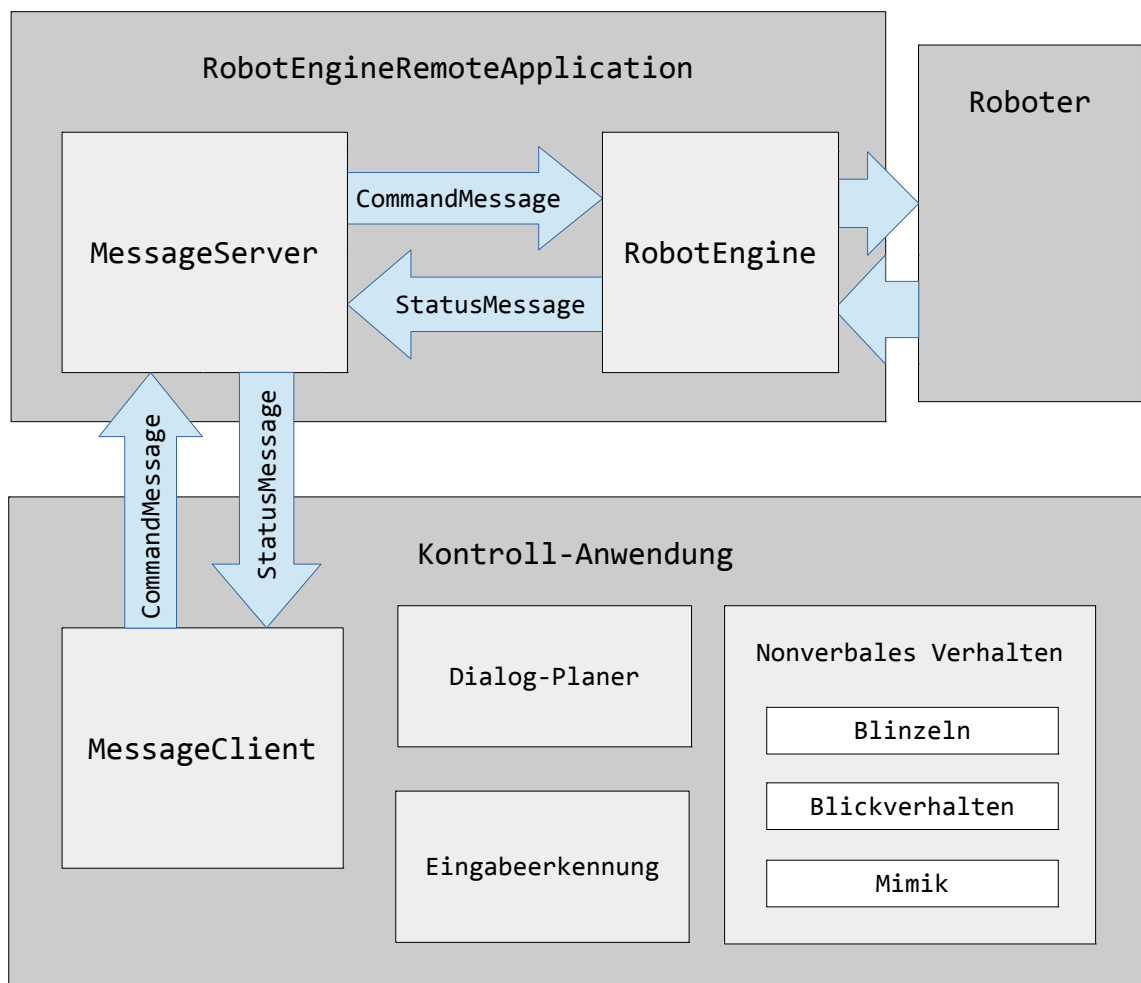 RobotEngineRemoteApplication
Roboter
CommandMessage
MessageServer
RobotEngine
StatusMessage
CommandMessage
StatusMessage
Kontroll-Anwendung
MessageClient
Dialog-Planer
Eingabeerkennung
Nonverbales Verhalten
Blinzeln
Blickverhalten
Mimik